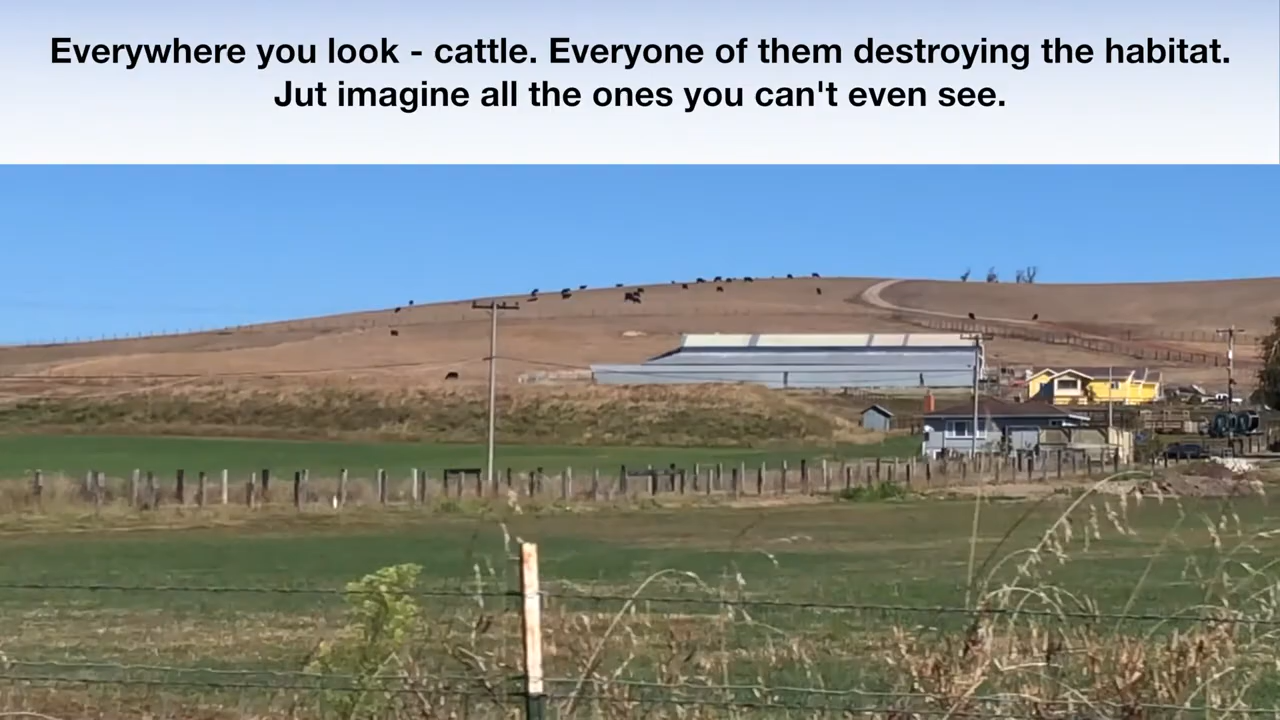 Everywhere you look - cattle. Everyone of them destroying the habitat.
Jut imagine all the ones you can't even see.